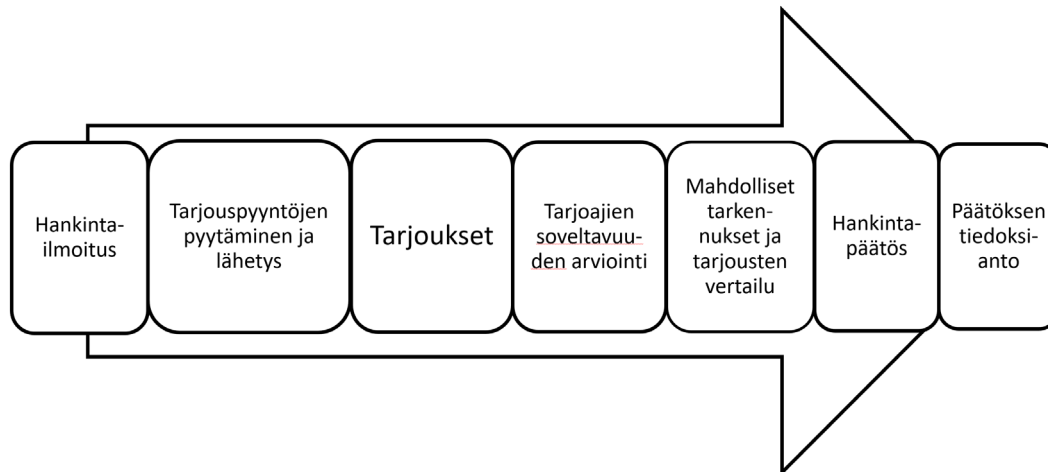 Hankinta-
ilmoitus
Tarjouspyyntöjen
pyytäminen ja
lähetys
Tarjoukset
Tarjoajien
soveltavuu-
den arviointi
Mahdolliset
tarken-
nukset ja
tarjousten
vertailu
Hankinta-
päätös
Päätöksen
tiedoksi-
anto